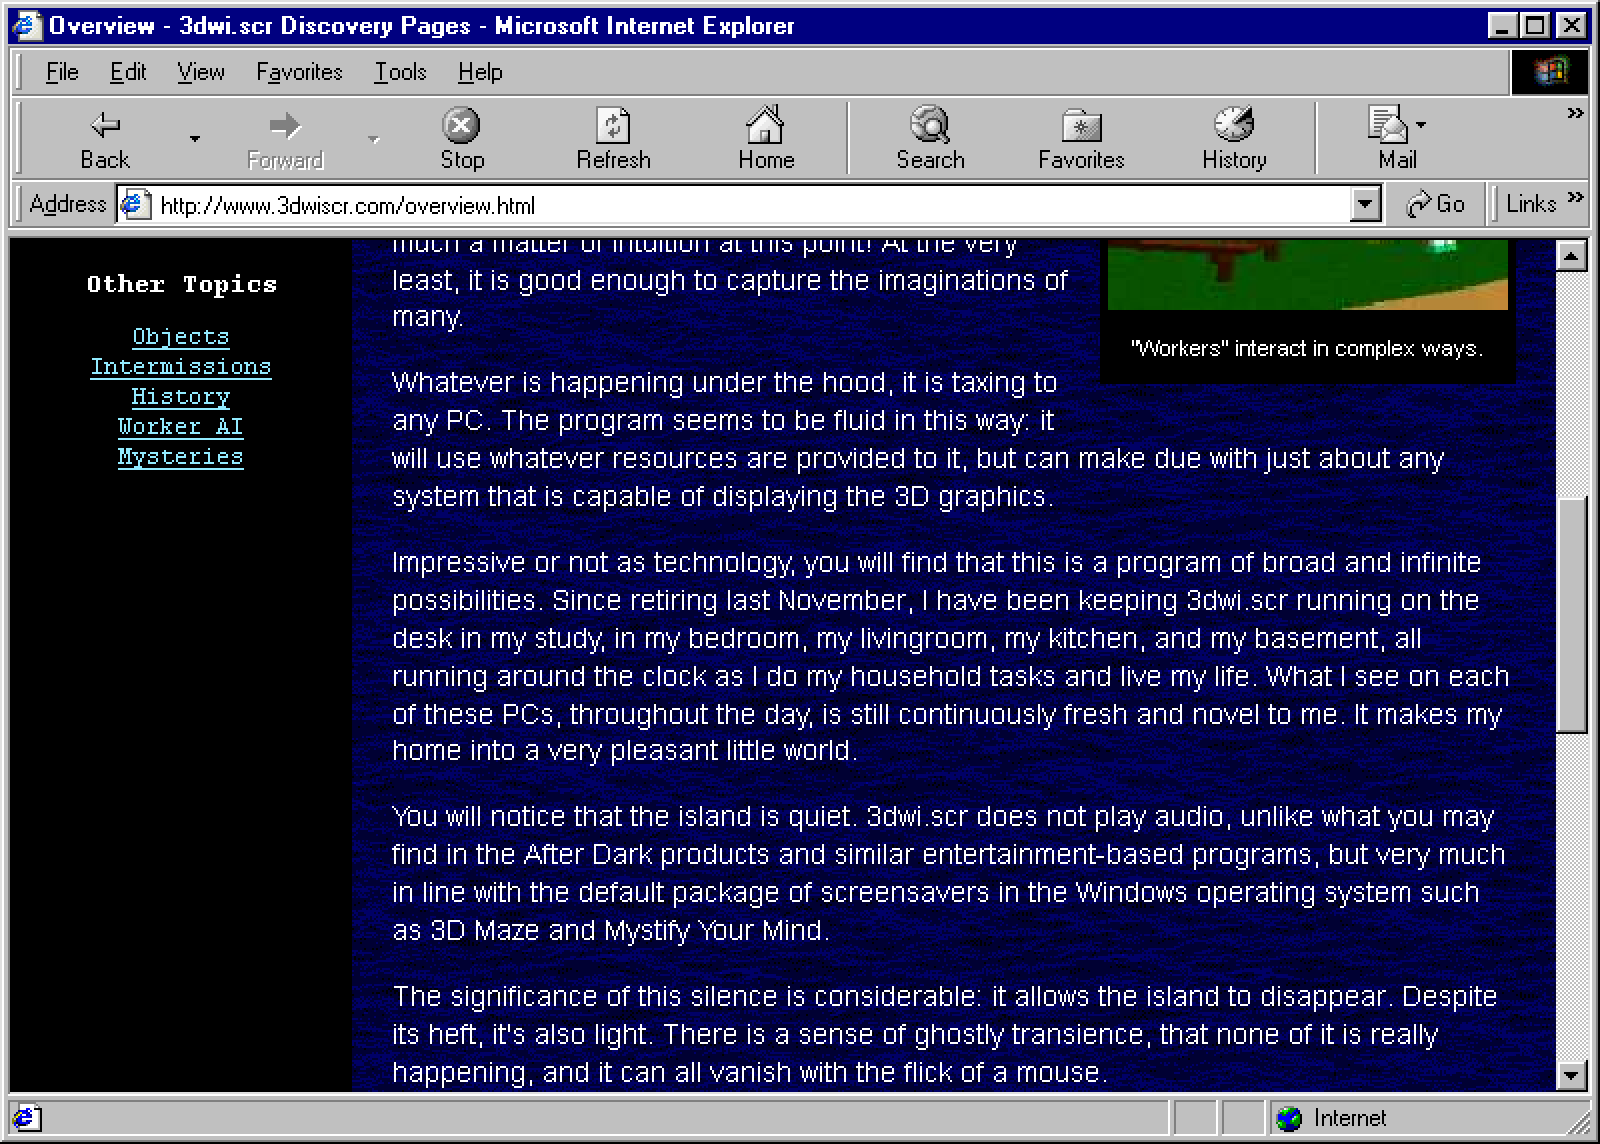 Overview - 3dwi.scr Discovery Pages - Microsoft Internet Explorer
File Edit View Favorites Tools Help
Back Forward Stop Refresh Home Search Favorites History Mail
Address http://www.3dwiscr.com/overview.html Go Links
Other Topics
Objects
Intermissions
History
Worker AI
Mysteries
much a matter of intuition at this point! At the very
least, it is good enough to capture the imaginations of
many.
"Workers" interact in complex ways.
Whatever is happening under the hood, it is taxing to
any PC. The program seems to be fluid in this way: it
will use whatever resources are provided to it, but can make due with just about any
system that is capable of displaying the 3D graphics.
Impressive or not as technology, you will find that this is a program of broad and infinite
possibilities. Since retiring last November, I have been keeping 3dwi.scr running on the
desk in my study, in my bedroom, my livingroom, my kitchen, and my basement, all
running around the clock as I do my household tasks and live my life. What I see on each
of these PCs, throughout the day, is still continuously fresh and novel to me. It makes my
home into a very pleasant little world.
You will notice that the island is quiet. 3dwi.scr does not play audio, unlike what you may
find in the After Dark products and similar entertainment-based programs, but very much
in line with the default package of screensavers in the Windows operating system such
as 3D Maze and Mystify Your Mind.
The significance of this silence is considerable: it allows the island to disappear. Despite
its heft, it's also light. There is a sense of ghostly transience, that none of it is really
happening, and it can all vanish with the flick of a mouse.
Internet